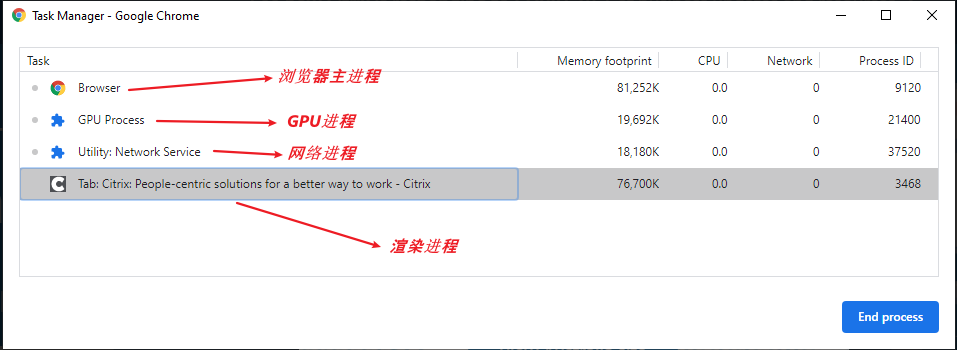 Task Manager - Google Chrome
Task Memory footprint CPU Network Process ID
Browser 81,252K 0.0 0 9120
浏览器主进程
GPU Process 19,692K 0.0 0 21400
GPU进程
Utility: Network Service 18,180K 0.0 0 37520
网络进程
Tab: Citrix: People-centric solutions for a better way to work - Citrix 76,700K 0.0 0 3468
渲染进程
End process